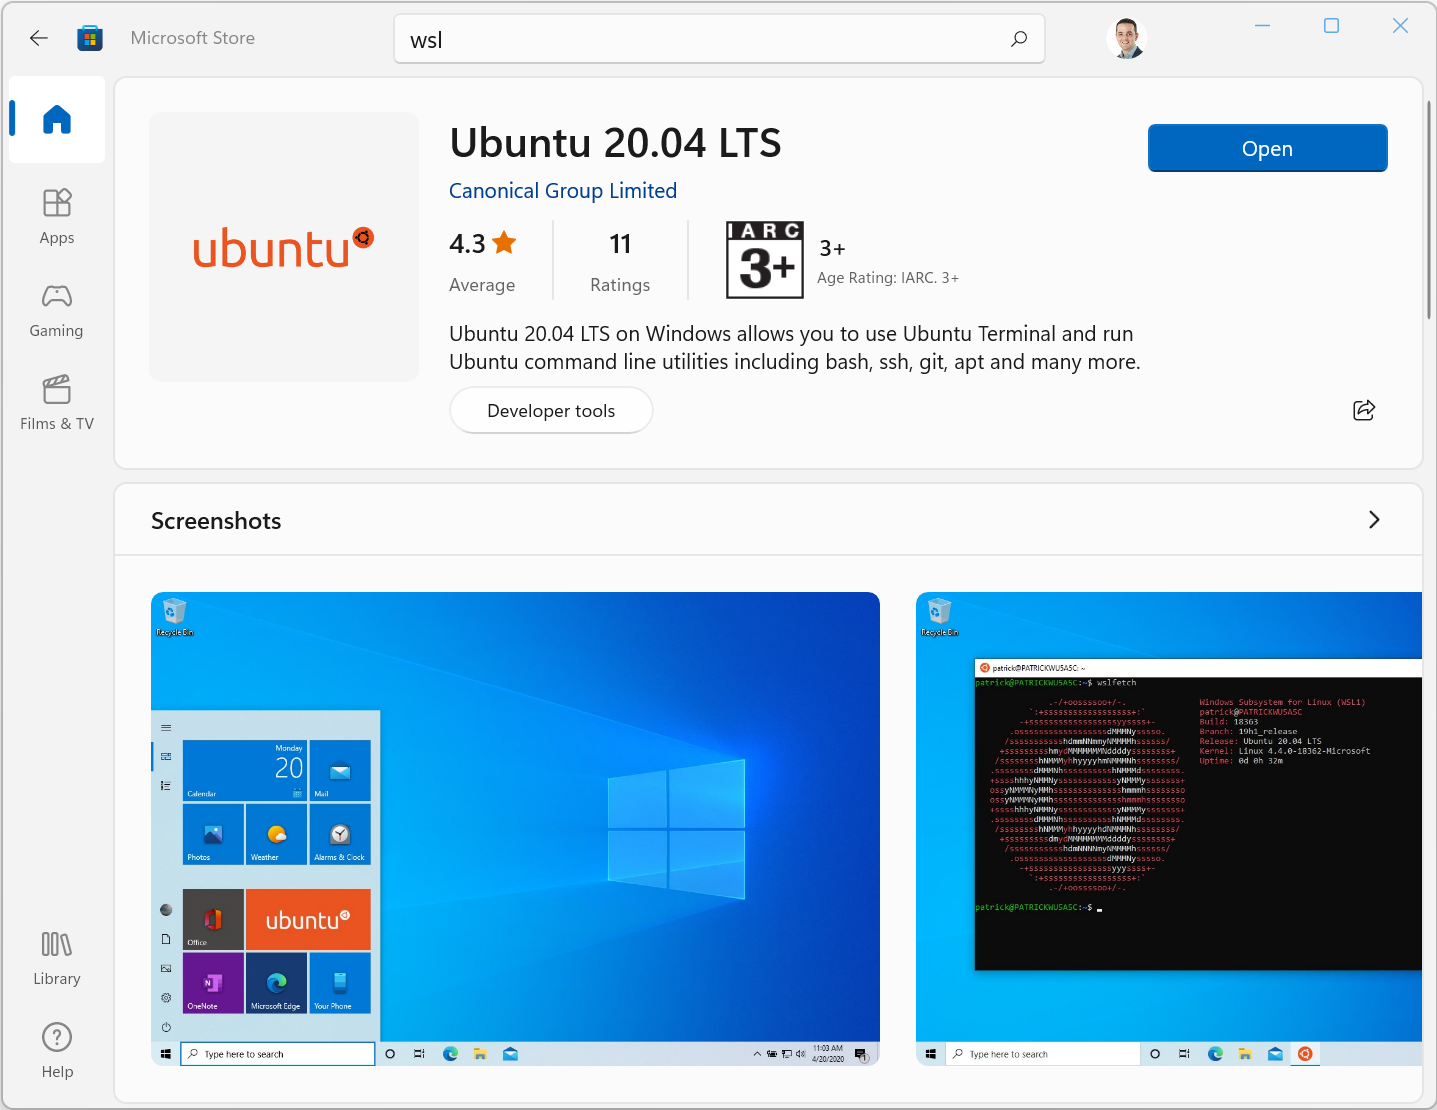 Microsoft Store
wsl
Apps
Gaming
Films & TV
Library
Help
ubuntu
Ubuntu 20.04 LTS
Canonical Group Limited
Open
4.3
Average
11
Ratings
IARC
3+
3+
Age Rating: IARC. 3+
Ubuntu 20.04 LTS on Windows allows you to use Ubuntu Terminal and run
Ubuntu command line utilities including bash, ssh, git, apt and many more.
Developer tools
Screenshots
Recycle Bin
Monday
20
Calendar
Mail
Photos
Weather
Alarms & Clock
Office
ubuntu
OneNote
Microsoft Edge
Your Phone
Type here to search
11:03 AM
4/20/2020
Recycle Bin
patrick@PATRICKWU5A5C: ~
patrick@PATRICKWU5A5C:~$ wslfetch
Windows Subsystem for Linux (WSL1)
patrick@PATRICKWU5A5C
Build: 18363
Branch: 19h1_release
Release: Ubuntu 20.04 LTS
Kernel: Linux 4.4.0-18362-Microsoft
Uptime: 0d 0h 32m
patrick@PATRICKWU5A5C:~$
Type here to search